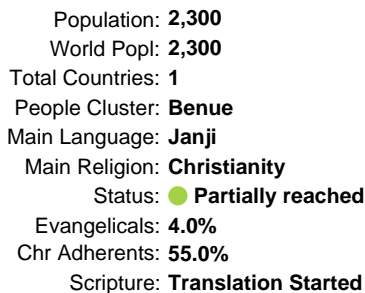 Population: 2,300
World Popl: 2,300
Total Countries: 1
People Cluster: Benue
Main Language: Janji
Main Religion: Christianity
Status: Partially reached
Evangelicals: 4.0%
Chr Adherents: 55.0%
Scripture: Translation Started